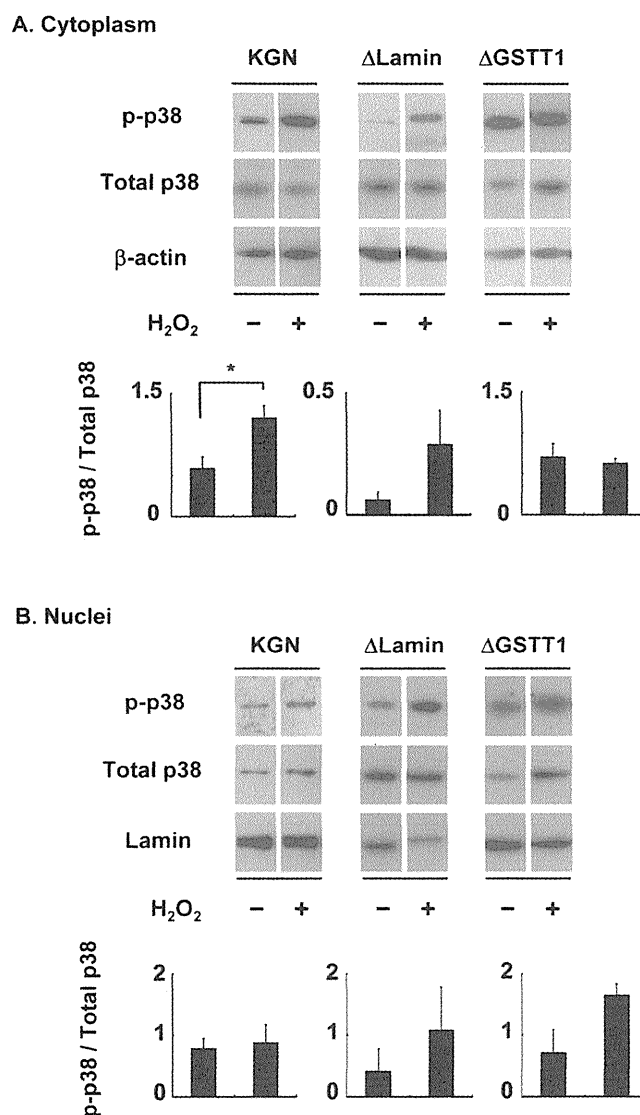 A. Cytoplasm
KGN ΔLamin ΔGSTT1
p-p38
Total p38
β-actin
H₂O₂ − + − + − +
p-p38 / Total p38
1.5 * 0.5 1.5
0 0 0
B. Nuclei
KGN ΔLamin ΔGSTT1
p-p38
Total p38
Lamin
H₂O₂ − + − + − +
p-p38 / Total p38
2 2 2
1 1 1
0 0 0